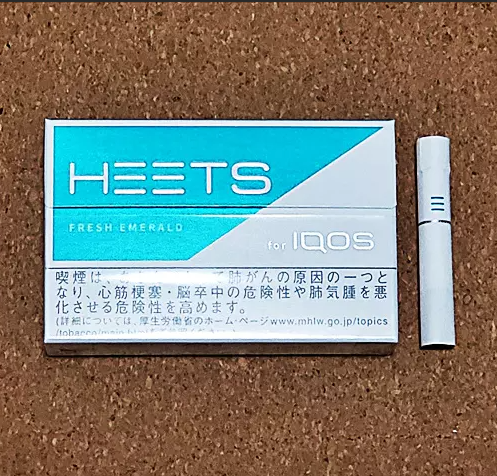 HEETS
FRESH EMERALD
for IQOS
喫煙は、 肺がんの原因の一つと
なり、心筋梗塞・脳卒中の危険性や肺気腫を悪
化させる危険性を高めます。
(詳細については、厚生労働省のホーム・ページwww.mhlw.go.jp/topics
/tobacco/main.